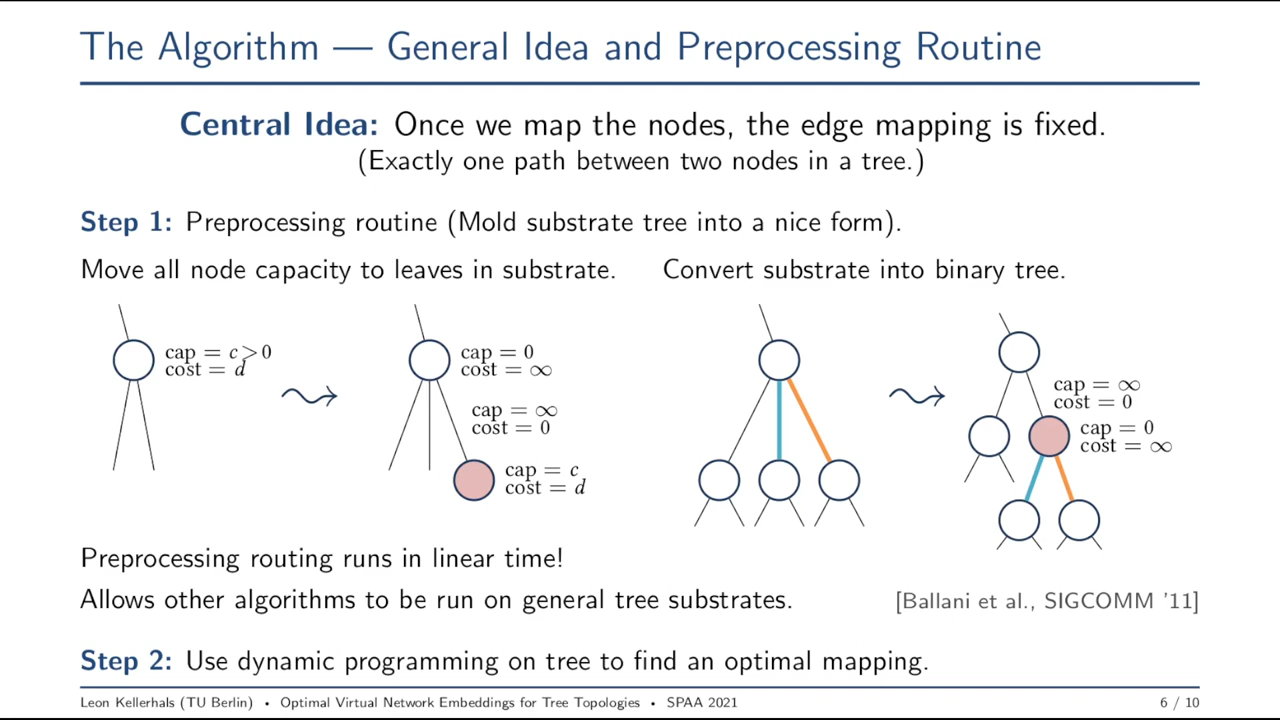 The Algorithm — General Idea and Preprocessing Routine
Central Idea: Once we map the nodes, the edge mapping is fixed.
(Exactly one path between two nodes in a tree.)
Step 1: Preprocessing routine (Mold substrate tree into a nice form).
Move all node capacity to leaves in substrate.
cap = c > 0
cost = d
cap = 0
cost = ∞
cap = ∞
cost = 0
cap = c
cost = d
Convert substrate into binary tree.
cap = ∞
cost = 0
cap = 0
cost = ∞
Preprocessing routing runs in linear time!
Allows other algorithms to be run on general tree substrates. [Ballani et al., SIGCOMM '11]
Step 2: Use dynamic programming on tree to find an optimal mapping.
Leon Kellerhals (TU Berlin) • Optimal Virtual Network Embeddings for Tree Topologies • SPAA 2021 6 / 10